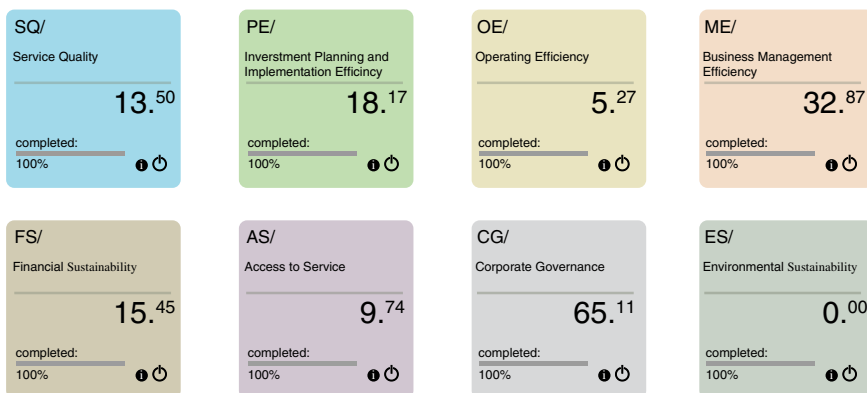 SQ/
Service Quality
13.50
completed:
100%
PE/
Inverstment Planning and
Implementation Efficincy
18.17
completed:
100%
OE/
Operating Efficiency
5.27
completed:
100%
ME/
Business Management
Efficiency
32.87
completed:
100%
FS/
Financial Sustainability
15.45
completed:
100%
AS/
Access to Service
9.74
completed:
100%
CG/
Corporate Governance
65.11
completed:
100%
ES/
Environmental Sustainability
0.00
completed:
100%